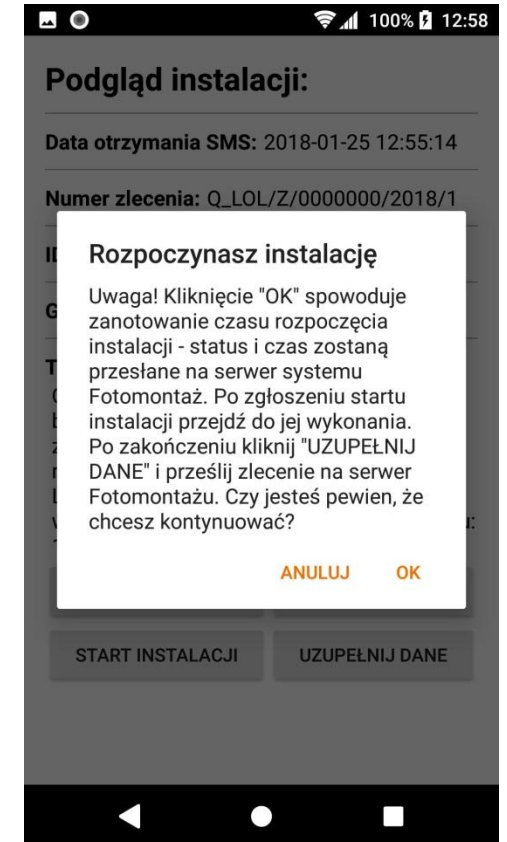 100% 12:58
Podgląd instalacji:
Data otrzymania SMS: 2018-01-25 12:55:14
Numer zlecenia: Q_LOL/Z/0000000/2018/1
Rozpoczynasz instalację
Uwaga! Kliknięcie "OK" spowoduje
zanotowanie czasu rozpoczęcia
instalacji - status i czas zostaną
przesłane na serwer systemu
Fotomontaż. Po zgłoszeniu startu
instalacji przejdź do jej wykonania.
Po zakończeniu kliknij "UZUPEŁNIJ
DANE" i prześlij zlecenie na serwer
Fotomontażu. Czy jesteś pewien, że
chcesz kontynuować?
ANULUJ OK
START INSTALACJI UZUPEŁNIJ DANE